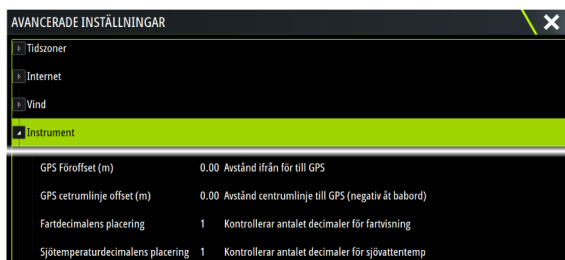 AVANCERADE INSTÄLLNINGAR
Tidszoner
Internet
Vind
Instrument
GPS Föroffset (m) 0.00 Avstånd ifrån för till GPS
GPS cetrumlinje offset (m) 0.00 Avstånd centrumlinje till GPS (negativ åt babord)
Fartdecimalens placering 1 Kontrollerar antalet decimaler för fartvisning
Sjötemperaturdecimalens placering 1 Kontrollerar antalet decimaler för sjövattentemp